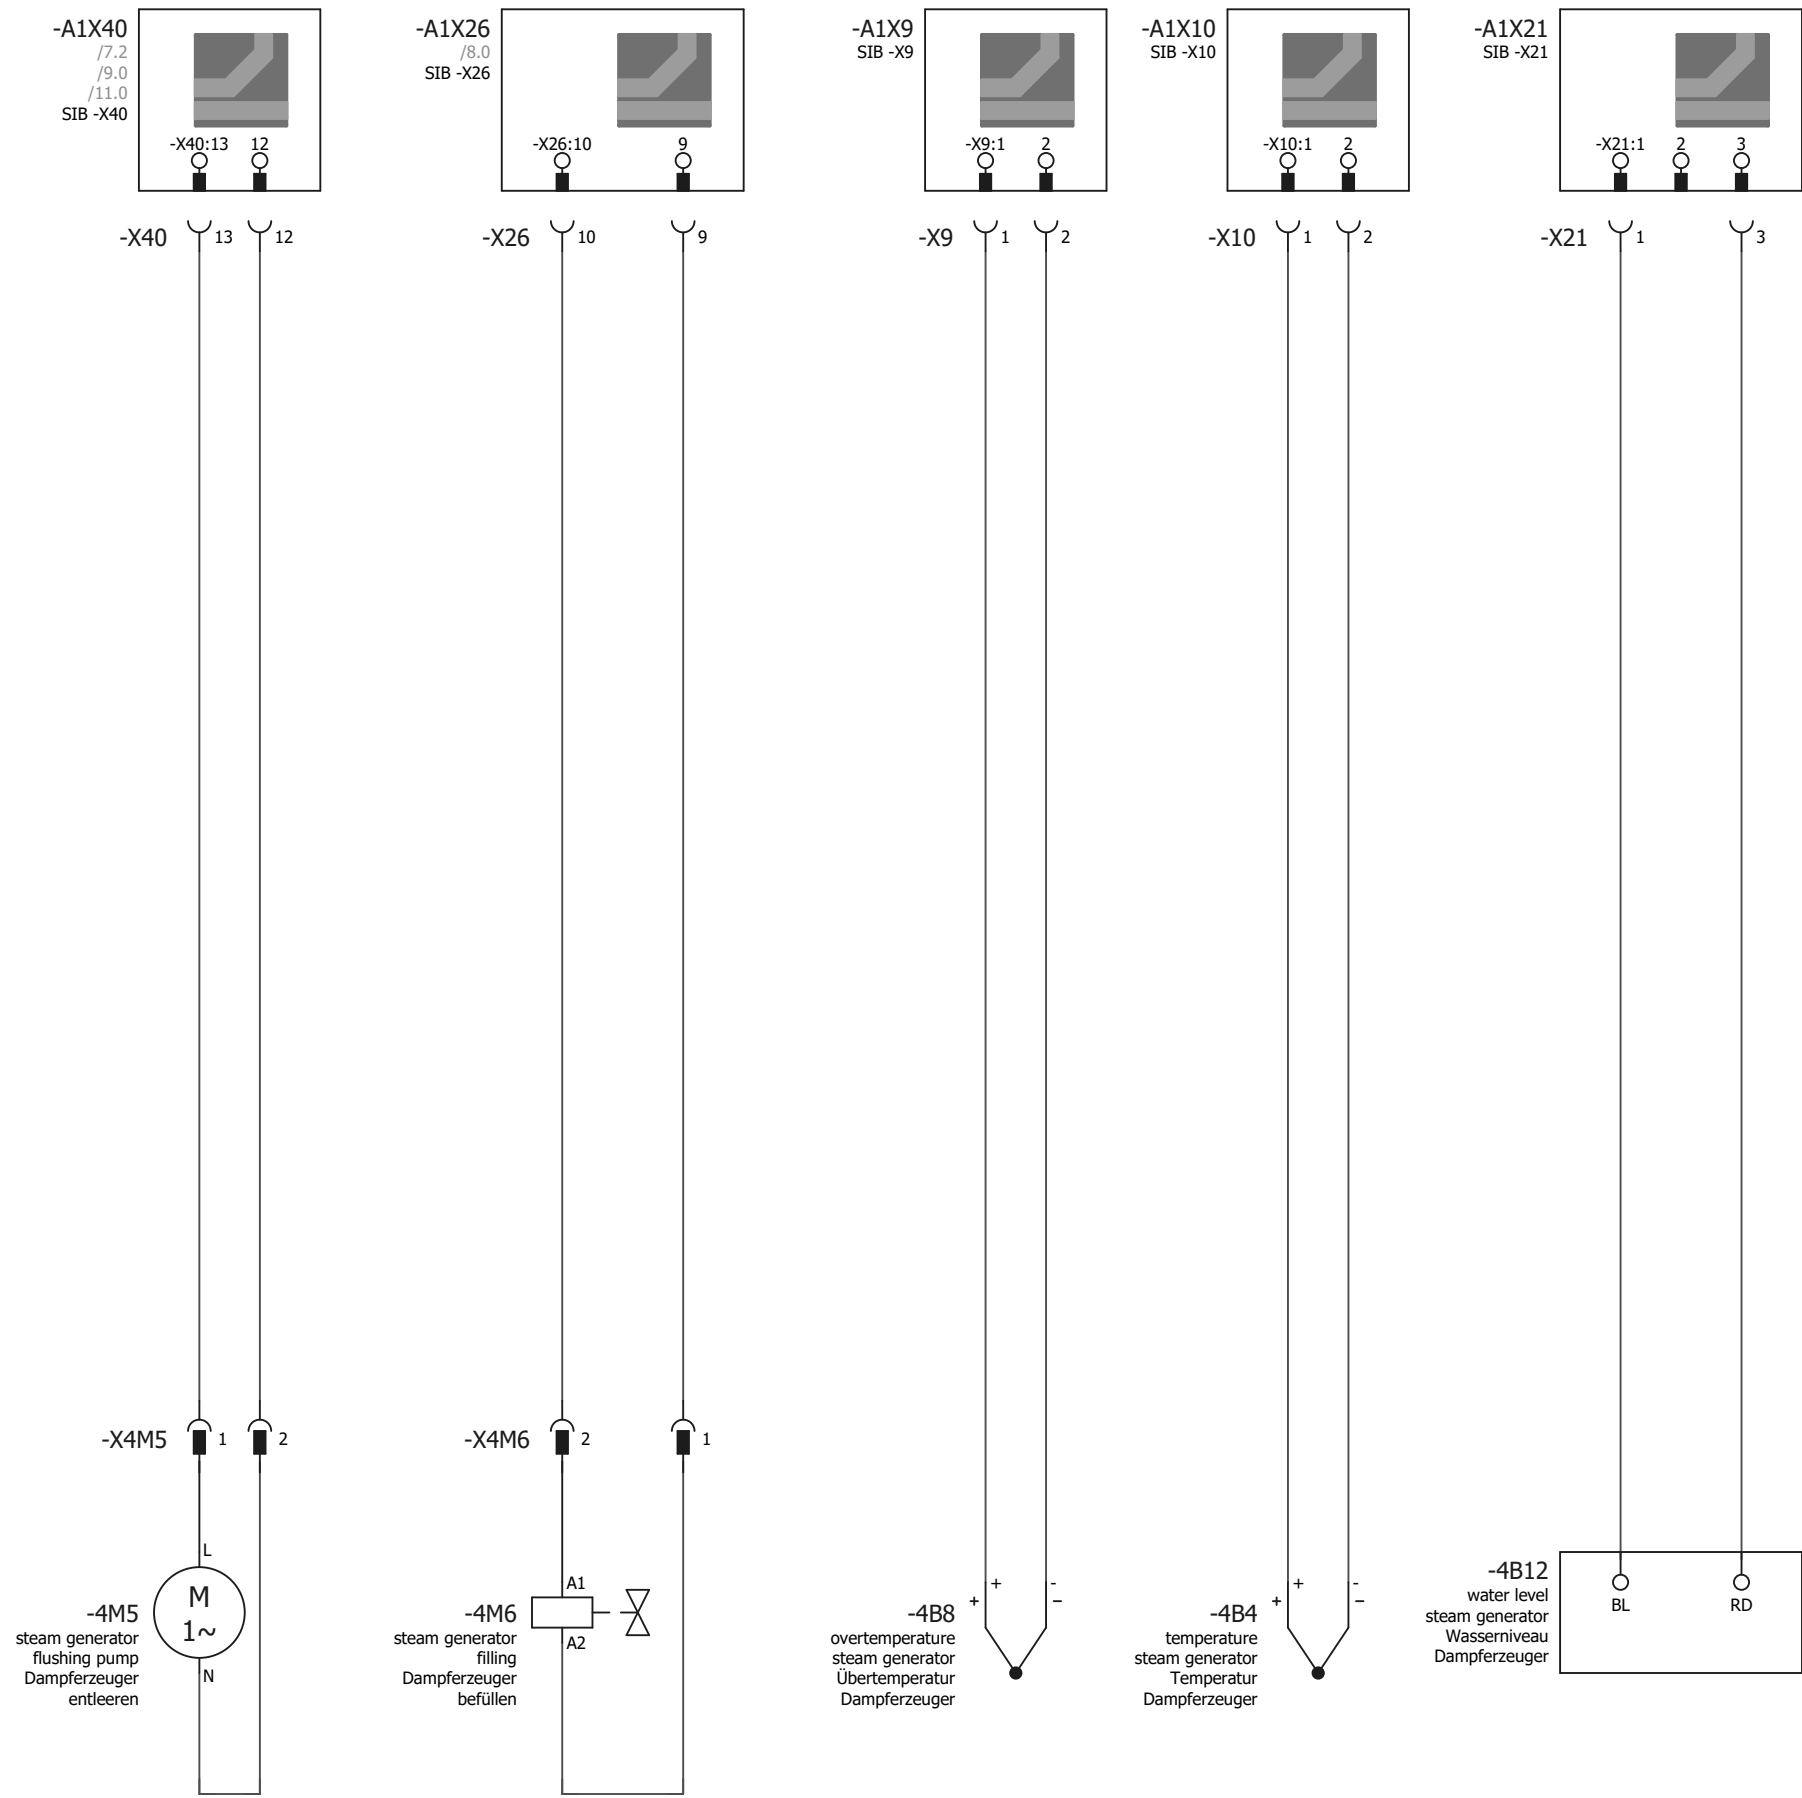 -A1X40
/7.2
/9.0
/11.0
SIB -X40
-X40:13 12
-A1X26
/8.0
SIB -X26
-X26:10 9
-A1X9
SIB -X9
-X9:1 2
-A1X10
SIB -X10
-X10:1 2
-A1X21
SIB -X21
-X21:1 2 3
-X40 13 12
-X26 10 9
-X9 1 2
-X10 1 2
-X21 1 3
-X4M5 1 2
-X4M6 2 1
L
M
1~
N
-4M5
steam generator
flushing pump
Dampferzeuger
entleeren
A1
A2
-4M6
steam generator
filling
Dampferzeuger
befüllen
+ -
+ −
-4B8
overtemperature
steam generator
Übertemperatur
Dampferzeuger
+ -
+ −
-4B4
temperature
steam generator
Temperatur
Dampferzeuger
-4B12
water level
steam generator
Wasserniveau
Dampferzeuger
BL RD